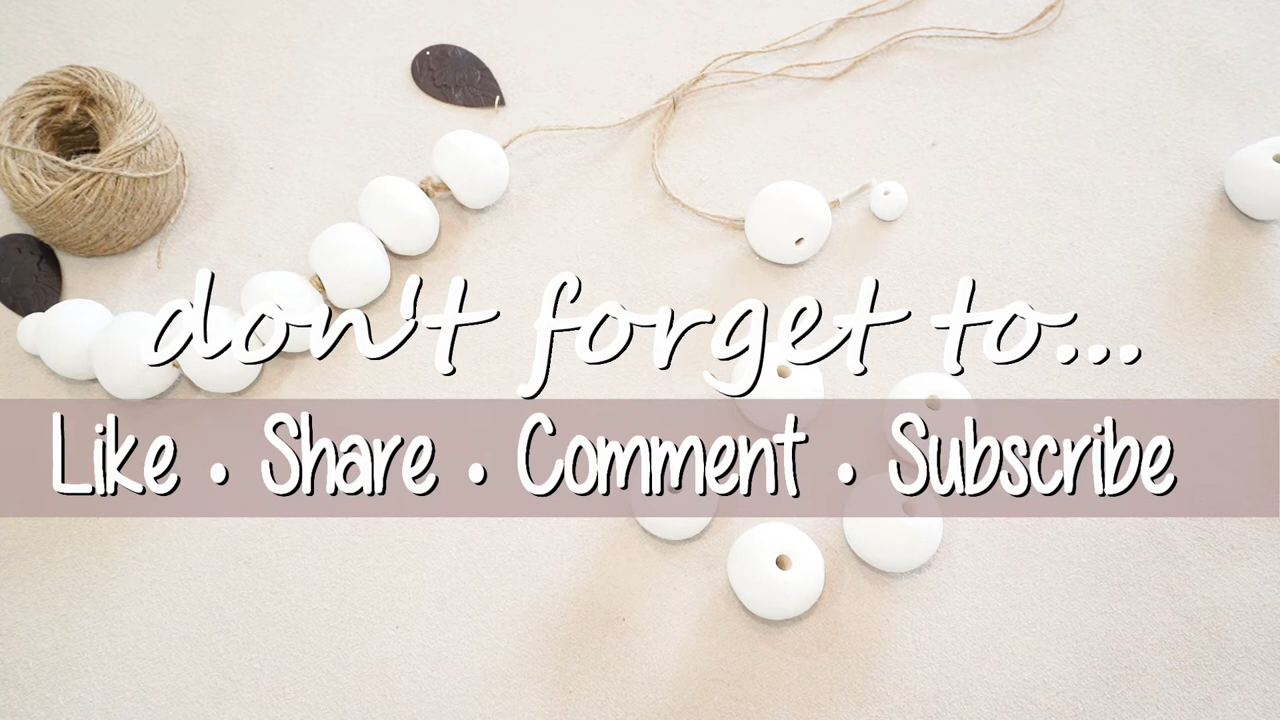 don't forget to...
Like • Share • Comment • Subscribe